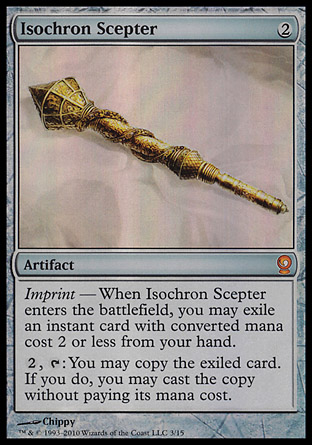 Isochron Scepter 2
Artifact
Imprint — When Isochron Scepter
enters the battlefield, you may exile
an instant card with converted mana
cost 2 or less from your hand.
2, : You may copy the exiled card.
If you do, you may cast the copy
without paying its mana cost.
Chippy
™ & © 1993-2010 Wizards of the Coast LLC 3/15